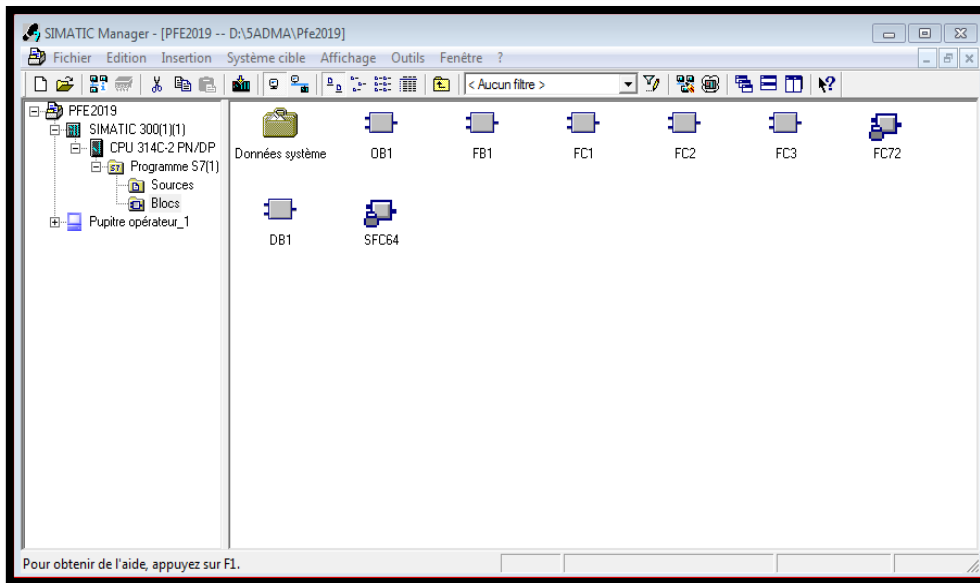 SIMATIC Manager - [PFE2019 -- D:\5ADMA\Pfe2019]
Fichier Edition Insertion Système cible Affichage Outils Fenêtre ?
< Aucun filtre >
PFE2019
SIMATIC 300(1)(1)
CPU 314C-2 PN/DP
Programme S7(1)
Sources
Blocs
Pupitre opérateur_1
Données système OB1 FB1 FC1 FC2 FC3 FC72
DB1 SFC64
Pour obtenir de l'aide, appuyez sur F1.